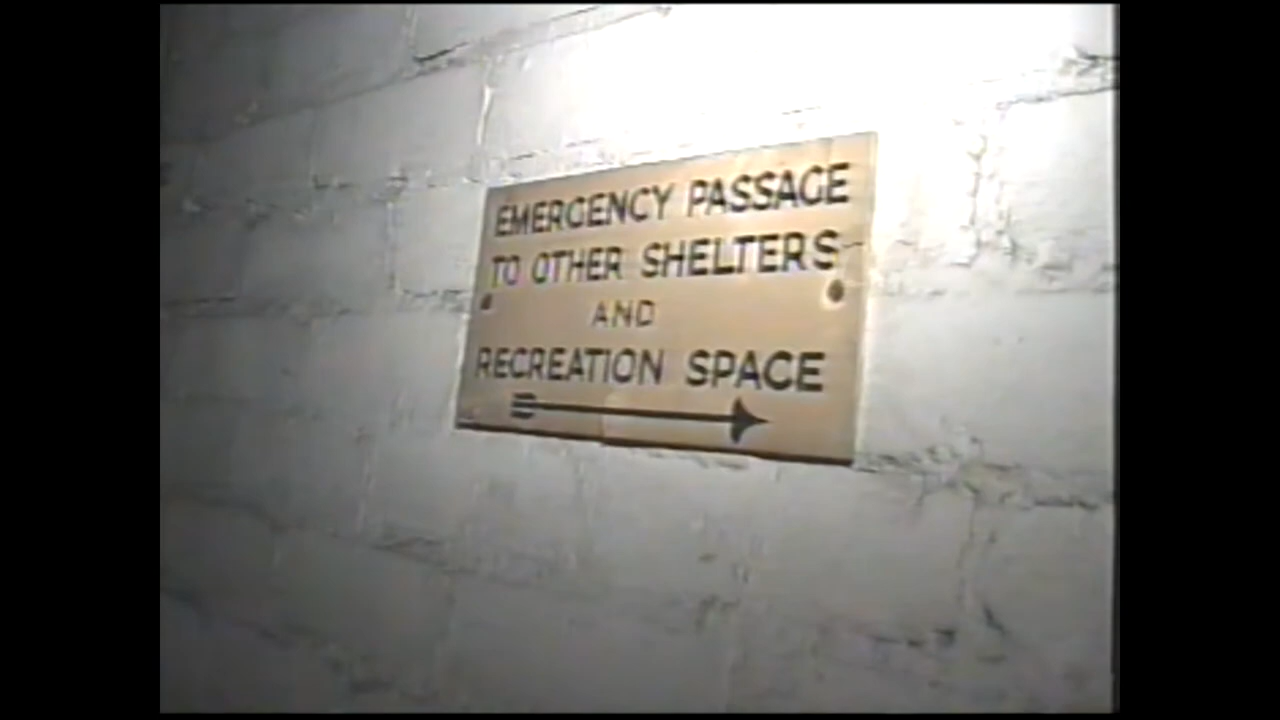 EMERGENCY PASSAGE
TO OTHER SHELTERS
AND
RECREATION SPACE